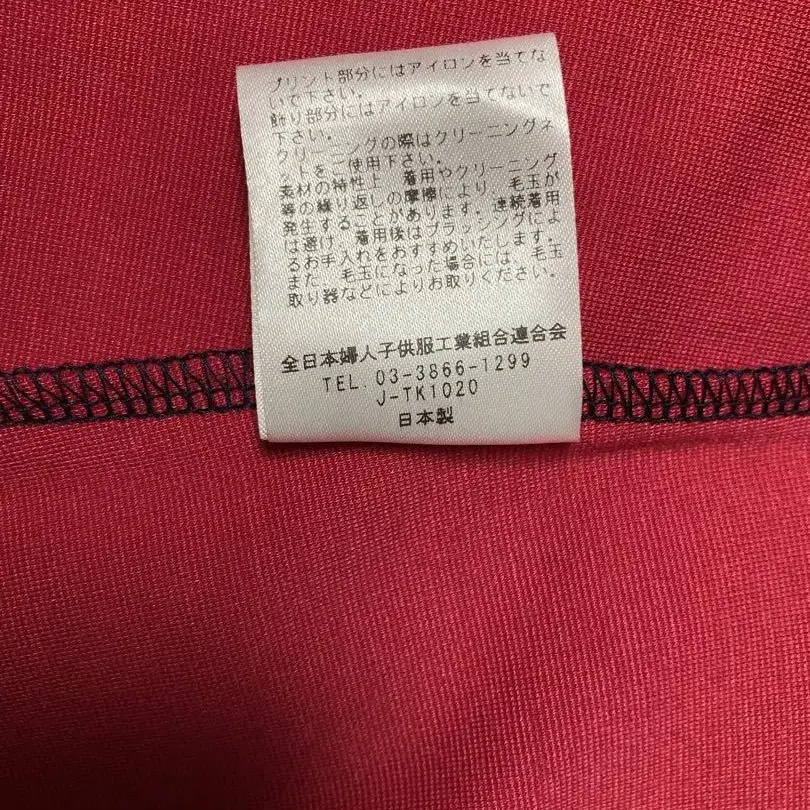 プリント部分にはアイロンを当てな
いで下さい。
飾り部分にはアイロンを当てないで
下さい。
クリーニングの際はクリーニングネ
ットをご使用下さい。
素材の特性上 着用やクリーニング
等の繰り返しの摩擦により、毛玉が
発生することがあります。連続着用
は避け、着用後はブラッシングによ
るお手入れをおすすめいたします。
また、毛玉になった場合には、毛玉
取り器などによりお取りください。
全日本婦人子供服工業組合連合会
TEL.03-3866-1299
J-TK1020
日本製